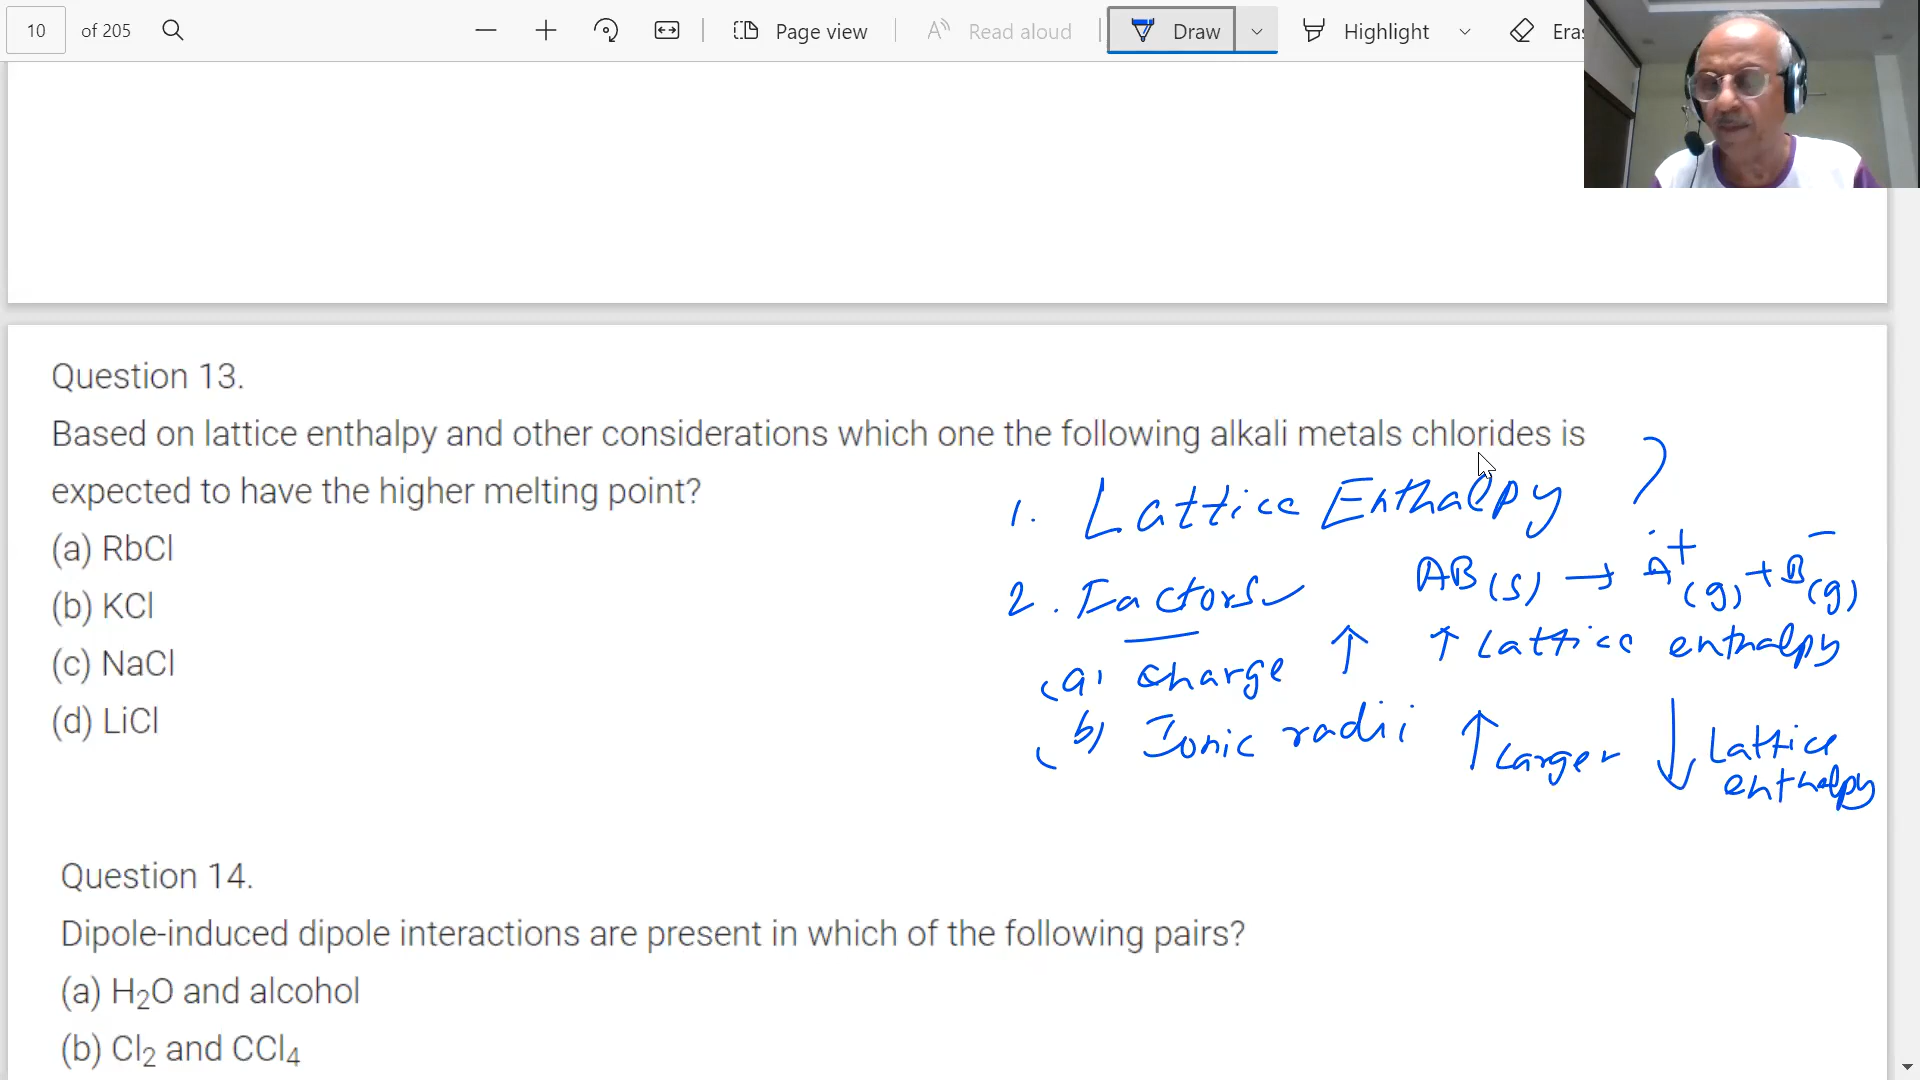 10 of 205 Page view Read aloud Draw Highlight Eras
Question 13.
Based on lattice enthalpy and other considerations which one the following alkali metals chlorides is
expected to have the higher melting point?
(a) RbCl
(b) KCl
(c) NaCl
(d) LiCl
1. Lattice Enthalpy ?
AB(s) → A⁺(g) + B⁻(g)
2. Factors
(a) charge ↑ ↑ Lattice enthalpy
(b) Ionic radii ↑ Larger ↓ Lattice
enthalpy
Question 14.
Dipole-induced dipole interactions are present in which of the following pairs?
(a) H₂O and alcohol
(b) Cl₂ and CCl₄